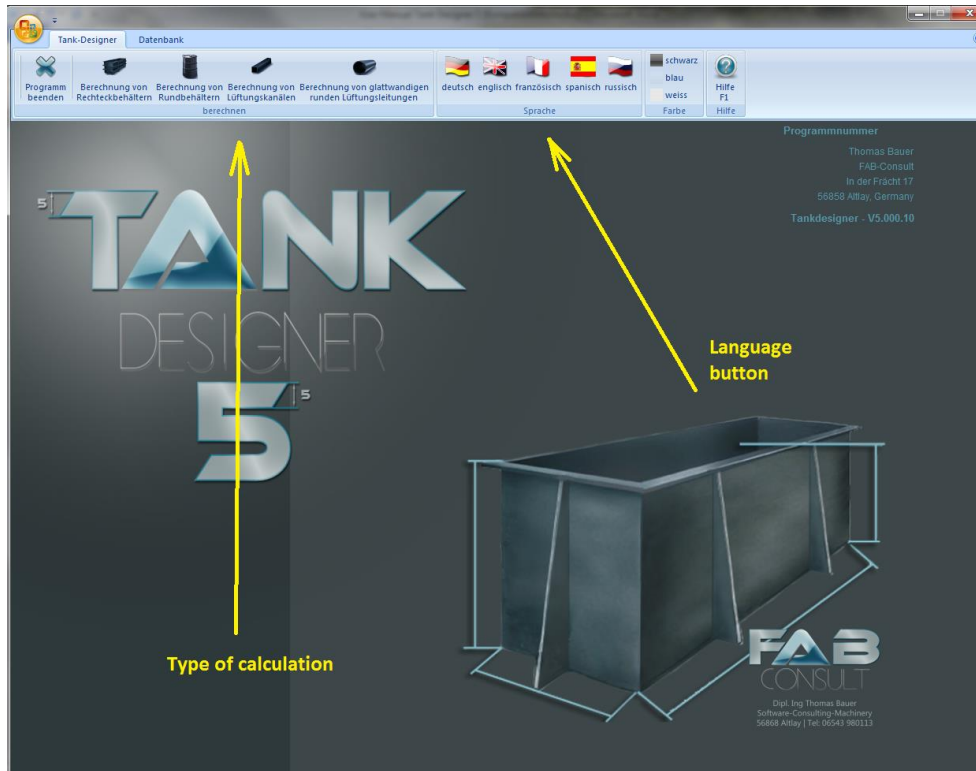 Tank-Designer Datenbank
Programm beenden
Berechnung von Rechteckbehältern
Berechnung von Rundbehältern
Berechnung von Lüftungskanälen
Berechnung von glattwandigen runden Lüftungsleitungen
berechnen
deutsch englisch französisch spanisch russisch
Sprache
schwarz
blau
weiss
Farbe
Hilfe F1
Hilfe
Programmnummer
Thomas Bauer
FAB-Consult
In der Frächt 17
56858 Altlay, Germany
Tankdesigner - V5.000.10
5
TANK
DESIGNER
5
5
Language
button
Type of calculation
FAB
CONSULT
Dipl. Ing Thomas Bauer
Software-Consulting-Machinery
56868 Altlay | Tel: 06543 980113